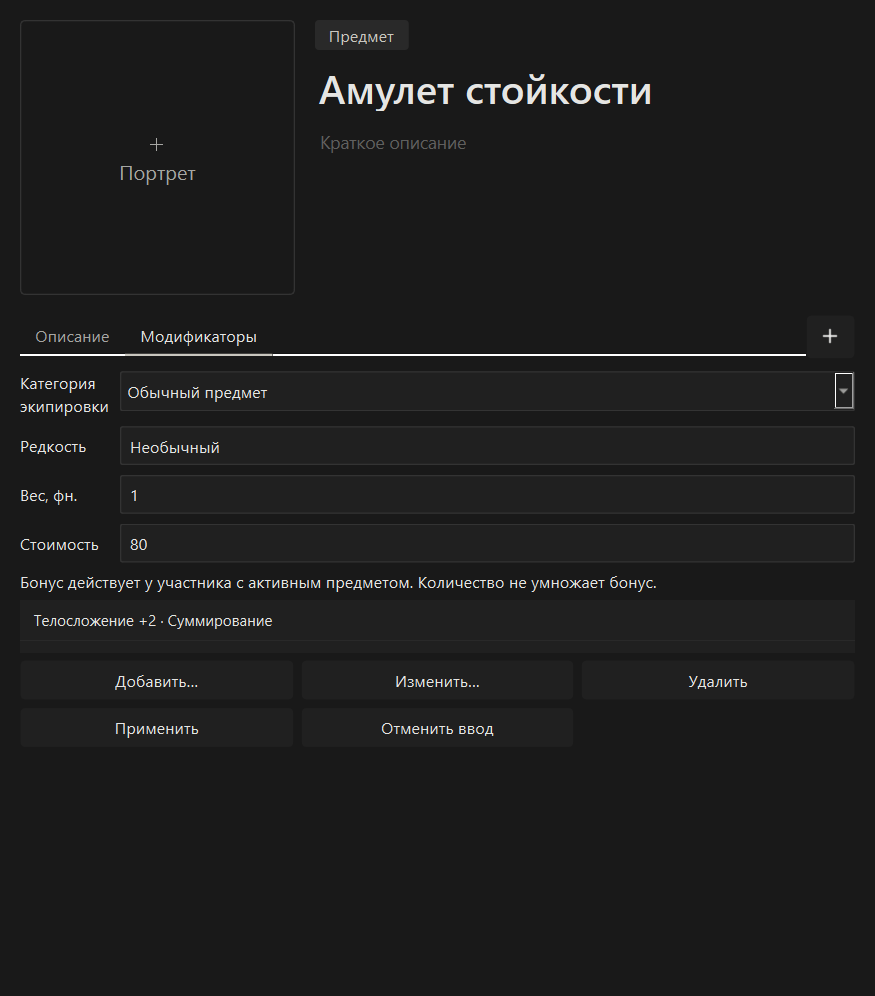 Предмет
Амулет стойкости
Краткое описание
+
Портрет
Описание
Модификаторы
+
Категория
экипировки
Обычный предмет
Редкость
Необычный
Вес, фн.
1
Стоимость
80
Бонус действует у участника с активным предметом. Количество не умножает бонус.
Телосложение +2 · Суммирование
Добавить...
Изменить...
Удалить
Применить
Отменить ввод